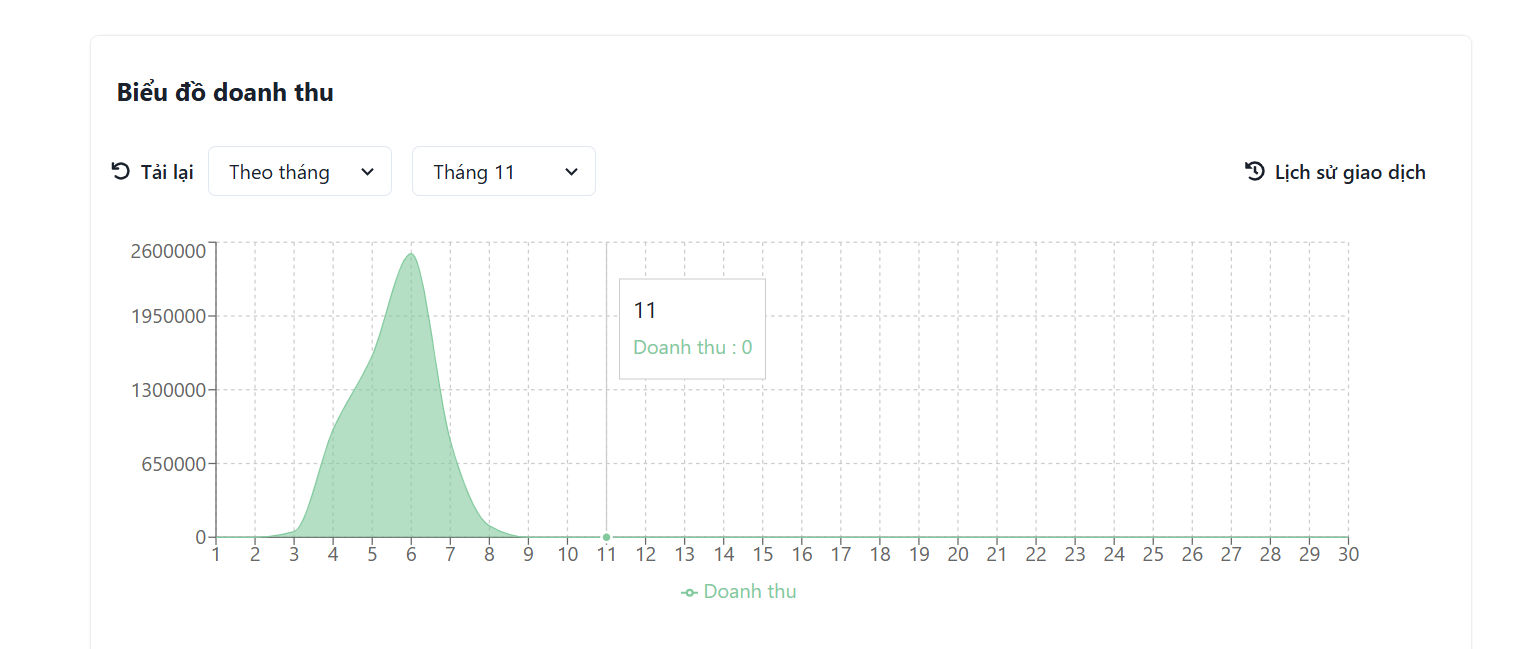 Biểu đồ doanh thu
Tải lại Theo tháng Tháng 11 Lịch sử giao dịch
2600000
1950000
1300000
650000
0
11
Doanh thu : 0
1 2 3 4 5 6 7 8 9 10 11 12 13 14 15 16 17 18 19 20 21 22 23 24 25 26 27 28 29 30
Doanh thu